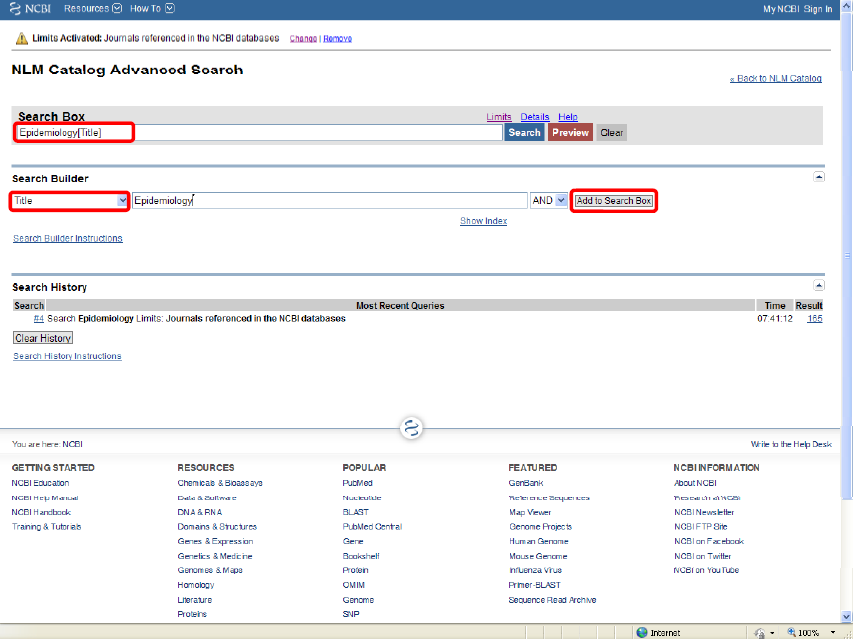 NCBI Resources How To My NCBI Sign In
Limits Activated: Journals referenced in the NCBI databases Change | Remove
NLM Catalog Advanced Search
« Back to NLM Catalog
Search Box Limits Details Help
Epidemiology[Title] Search Preview Clear
Search Builder
Title Epidemiology AND Add to Search Box
Show Index
Search Builder Instructions
Search History
Search Most Recent Queries Time Result
#4 Search Epidemiology Limits: Journals referenced in the NCBI databases 07:41:12 165
Clear History
Search History Instructions
You are here: NCBI Write to the Help Desk
GETTING STARTED RESOURCES POPULAR FEATURED NCBI INFORMATION
NCBI Education Chemicals & Bioassays PubMed GenBank About NCBI
NCBI Help Manual Data & Software Nucleotide Reference Sequences Research at NCBI
NCBI Handbook DNA & RNA BLAST Map Viewer NCBI Newsletter
Training & Tutorials Domains & Structures PubMed Central Genome Projects NCBI FTP Site
Genes & Expression Gene Human Genome NCBI on Facebook
Genetics & Medicine Bookshelf Mouse Genome NCBI on Twitter
Genomes & Maps Protein Influenza Virus NCBI on YouTube
Homology OMIM Primer-BLAST
Literature Genome Sequence Read Archive
Proteins SNP
Internet 100%